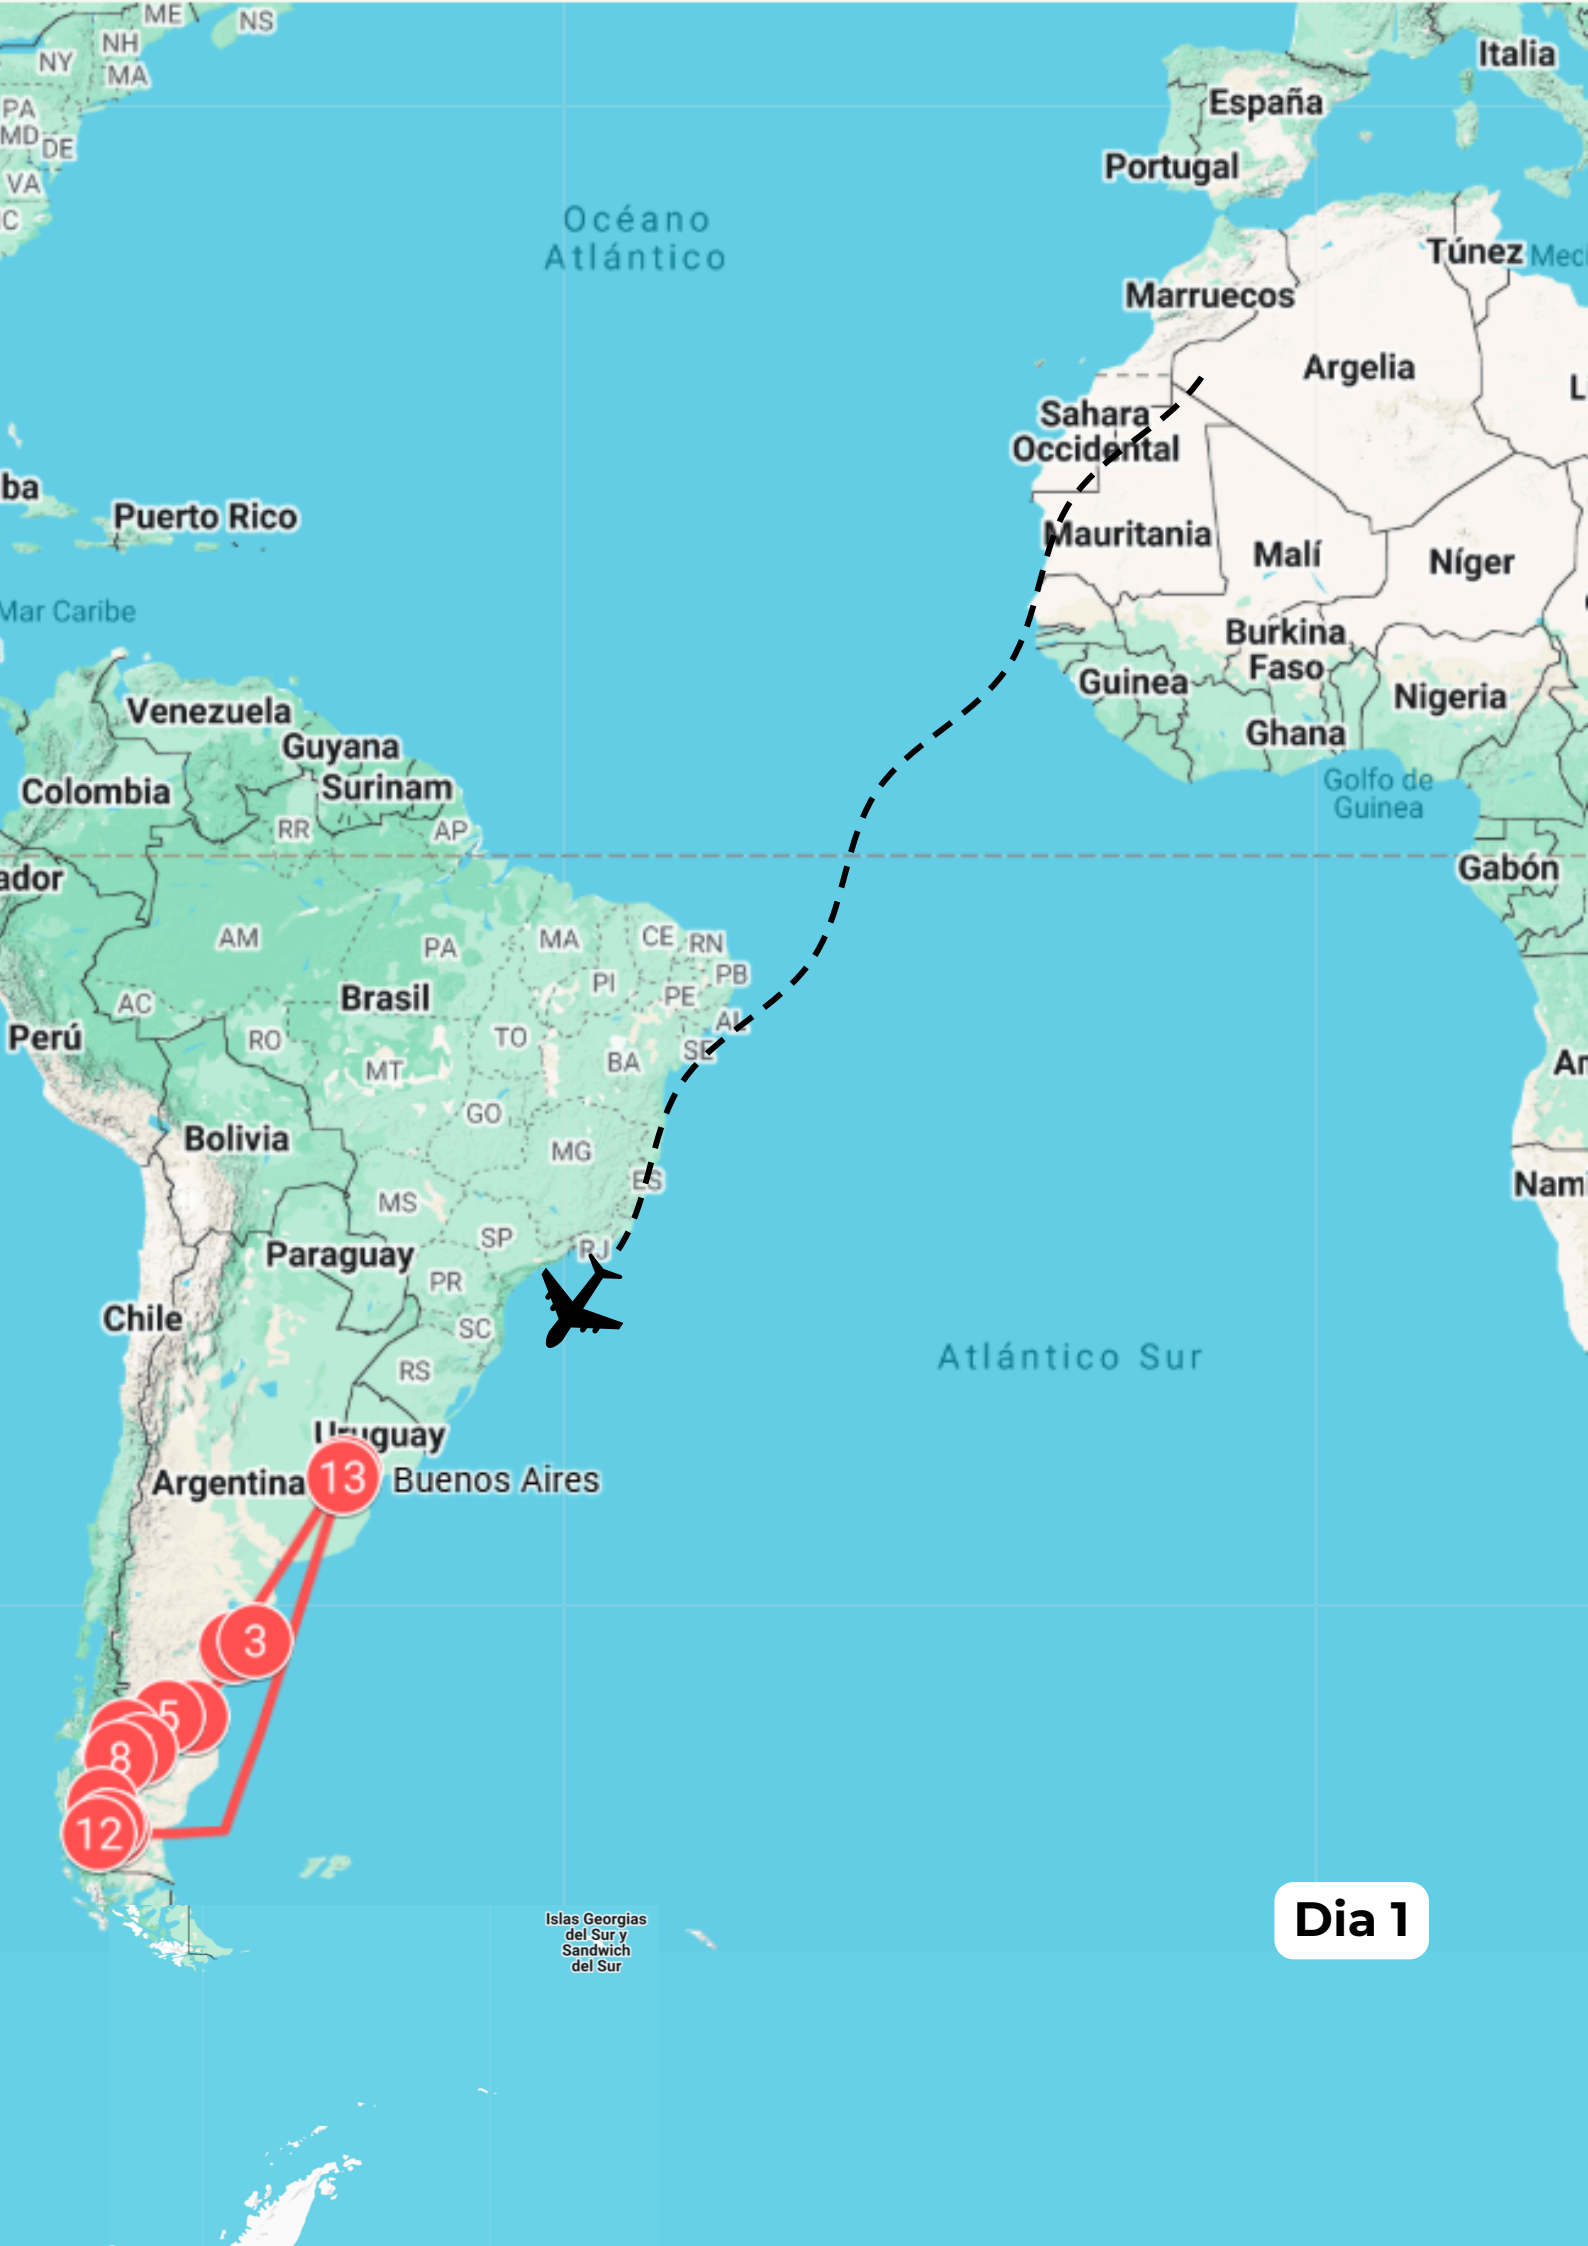 ME
NS
NH
NY
MA
PA
MD
DE
VA
Italia
España
Portugal
Océano
Atlántico
Túnez
Marruecos
Argelia
Sahara
Occidental
Puerto Rico
Mauritania
Malí
Níger
Mar Caribe
Burkina
Faso
Guinea
Nigeria
Venezuela
Guyana
Ghana
Colombia
Surinam
Golfo de
Guinea
RR
AP
Gabón
AM
PA
MA
CE
RN
PB
PI
PE
AC
Brasil
AL
Perú
RO
TO
SE
BA
MT
GO
Bolivia
MG
ES
MS
SP
RJ
Paraguay
PR
Chile
SC
RS
Atlántico Sur
Uruguay
Argentina
13
Buenos Aires
3
5
8
12
Islas Georgias
del Sur y
Sandwich
del Sur
Dia 1